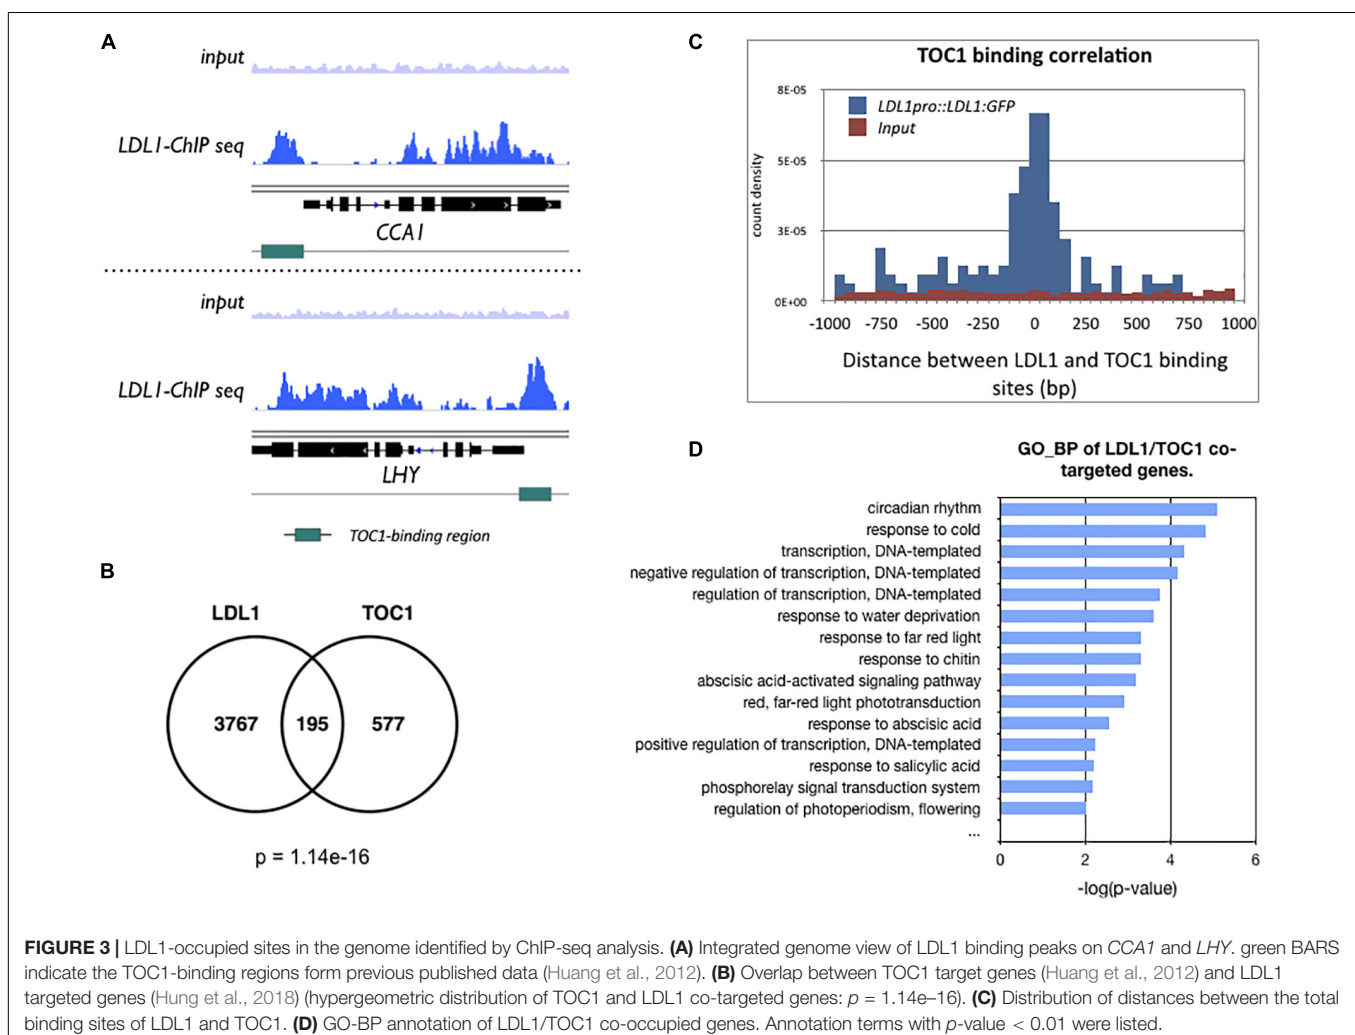 A
input
LDL1-ChIP seq
CCA1
input
LDL1-ChIP seq
LHY
TOC1-binding region
B
LDL1 TOC1
3767 195 577
p = 1.14e-16
C
TOC1 binding correlation
LDL1pro::LDL1:GFP
Input
count density
8E-05
5E-05
3E-05
0E+00
-1000 -750 -500 -250 0 250 500 750 1000
Distance between LDL1 and TOC1 binding
sites (bp)
D
GO_BP of LDL1/TOC1 co-
targeted genes.
circadian rhythm
response to cold
transcription, DNA-templated
negative regulation of transcription, DNA-templated
regulation of transcription, DNA-templated
response to water deprivation
response to far red light
response to chitin
abscisic acid-activated signaling pathway
red, far-red light phototransduction
response to abscisic acid
positive regulation of transcription, DNA-templated
response to salicylic acid
phosphorelay signal transduction system
regulation of photoperiodism, flowering
...
0 2 4 6
-log(p-value)
FIGURE 3 | LDL1-occupied sites in the genome identified by ChIP-seq analysis. (A) Integrated genome view of LDL1 binding peaks on CCA1 and LHY. green BARS
indicate the TOC1-binding regions form previous published data (Huang et al., 2012). (B) Overlap between TOC1 target genes (Huang et al., 2012) and LDL1
targeted genes (Hung et al., 2018) (hypergeometric distribution of TOC1 and LDL1 co-targeted genes: p = 1.14e–16). (C) Distribution of distances between the total
binding sites of LDL1 and TOC1. (D) GO-BP annotation of LDL1/TOC1 co-occupied genes. Annotation terms with p-value < 0.01 were listed.